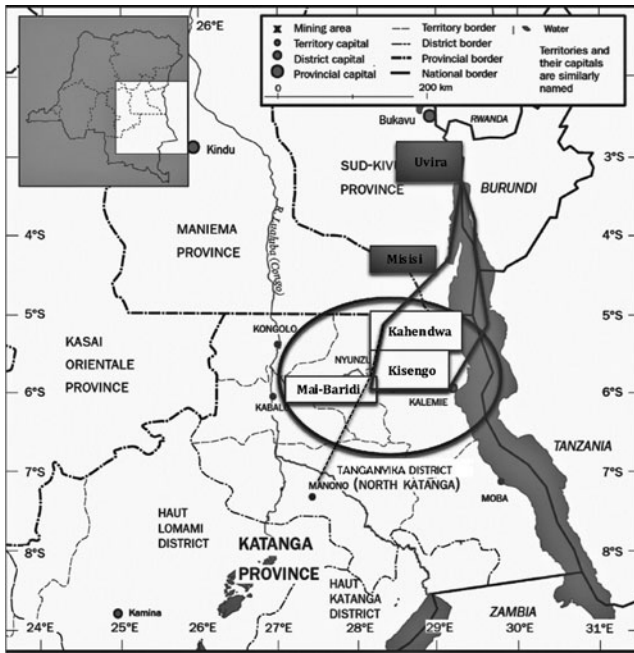 26°E
Mining area
Territory capital
District capital
Provincial capital
Territory border
District border
Provincial border
National border
Water
Territories and
their capitals
are similarly
named
0
200 km
Bukavu
RWANDA
Kindu
3°S
SUD-KIVU
PROVINCE
Uvira
BURUNDI
MANIEMA
PROVINCE
R. Lualaba (Congo)
4°S
4°S
Misisi
5°S
5°S
KONGOLO
Kahendwa
KASAI
ORIENTALE
PROVINCE
NYUNZU
Kisengo
6°S
6°S
Mai-Baridi
KABALO
KALEMIE
TANZANIA
7°S
7°S
TANGANYIKA DISTRICT
(NORTH KATANGA)
MANONO
MOBA
HAUT
LOMAMI
DISTRICT
8°S
8°S
KATANGA
PROVINCE
HAUT
KATANGA
DISTRICT
Kamina
ZAMBIA
24°E
25°E
26°E
27°E
28°E
29°E
30°E
31°E